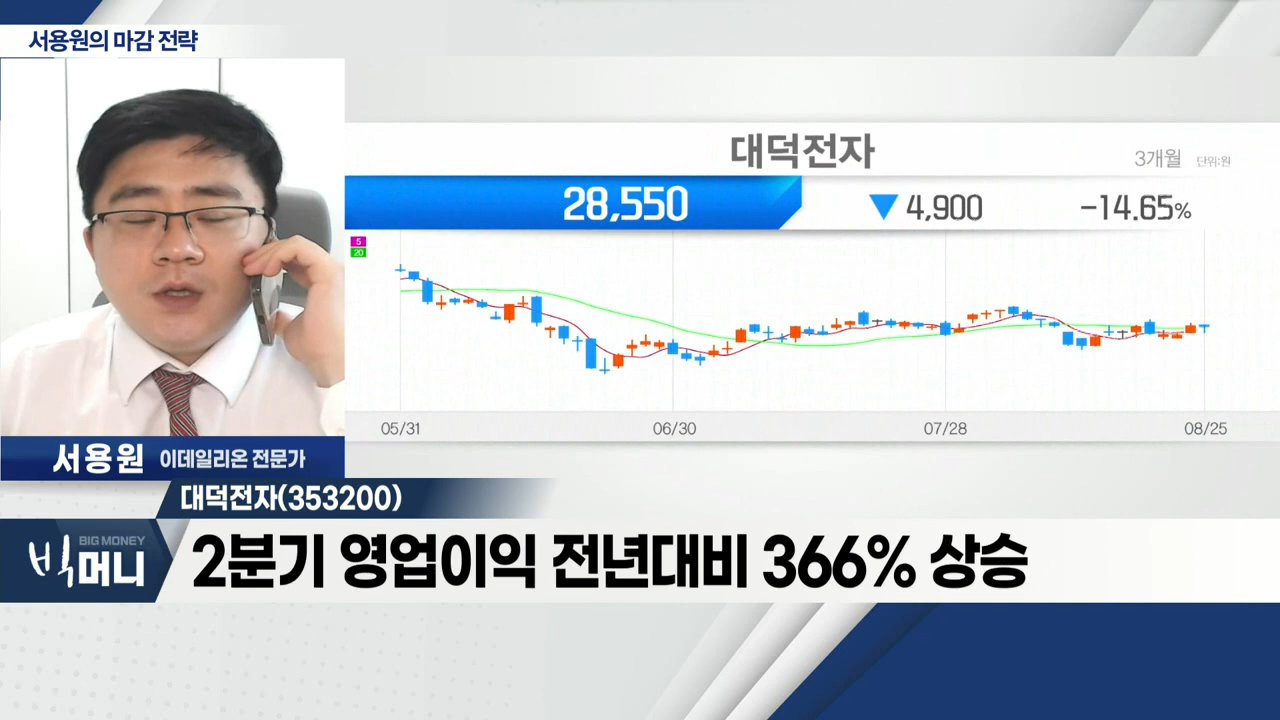 서용원의 마감 전략
대덕전자
3개월 단위:원
28,550 ▼ 4,900 -14.65%
5
20
05/31 06/30 07/28 08/25
서용원 이데일리온 전문가
대덕전자(353200)
BIG MONEY
빅머니
2분기 영업이익 전년대비 366% 상승